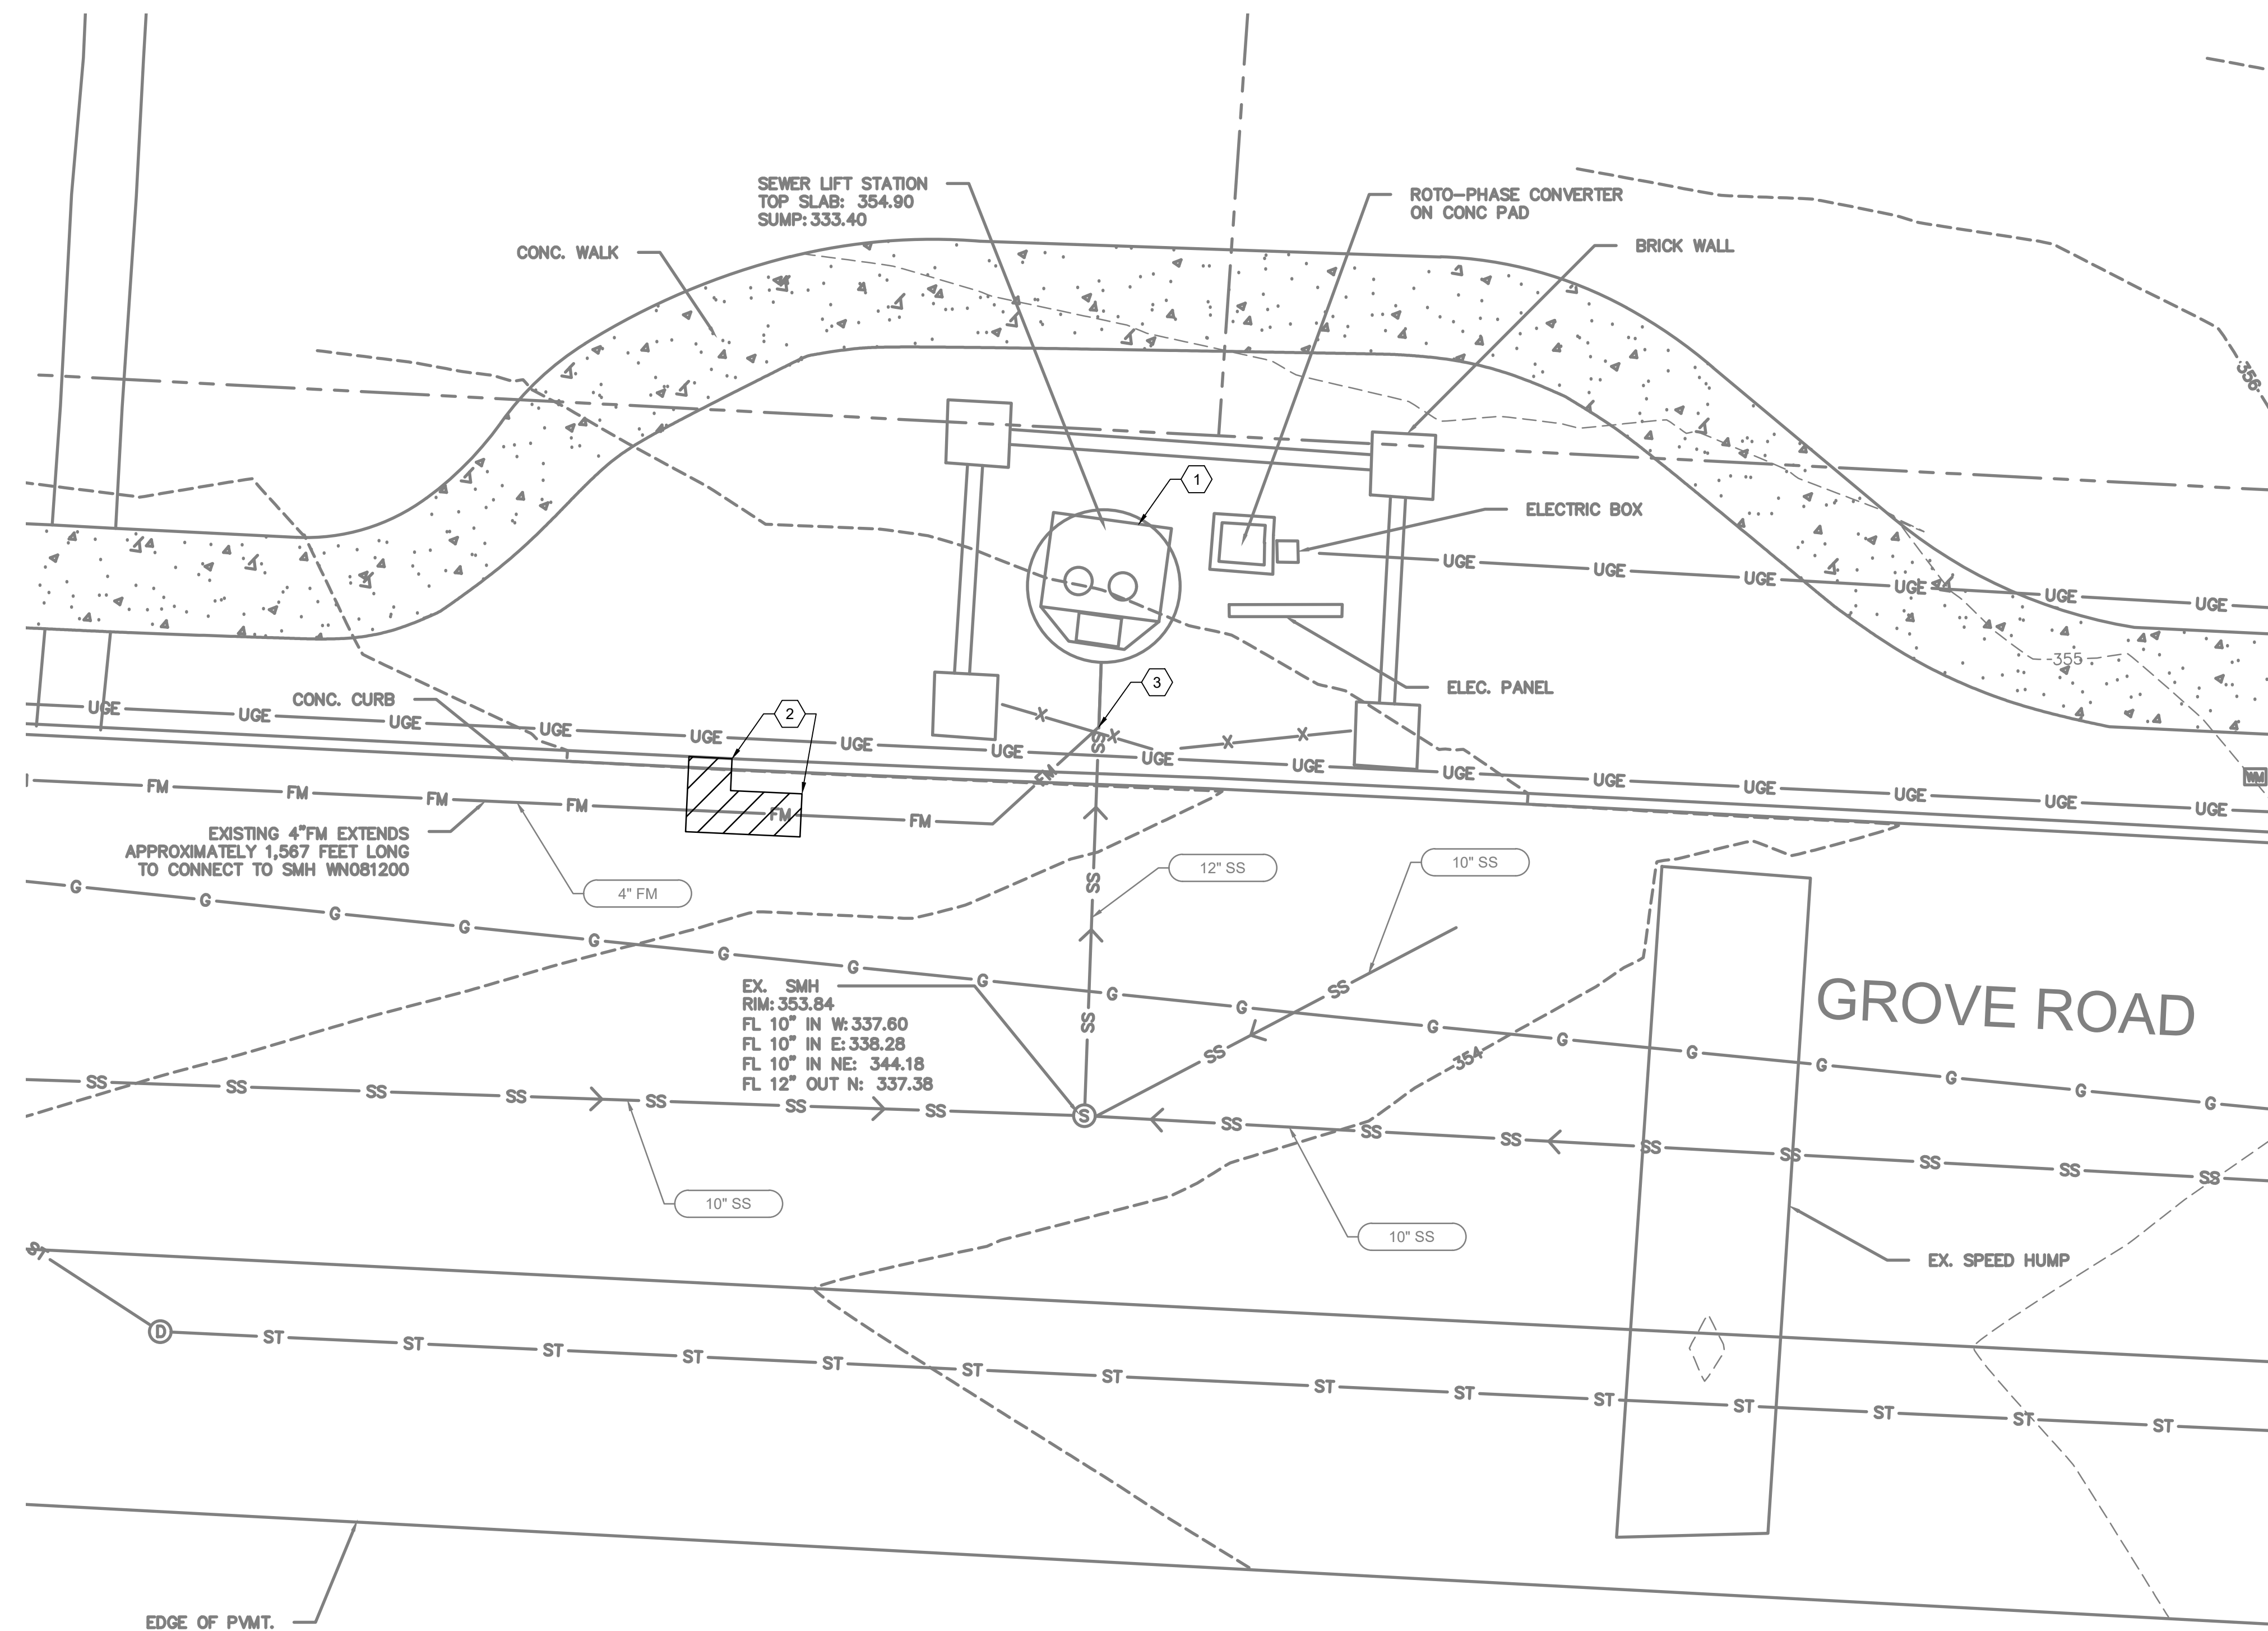 SEWER LIFT STATION
TOP SLAB: 354.90
SUMP: 333.40
ROTO-PHASE CONVERTER
ON CONC PAD
CONC. WALK
BRICK WALL
356
1
ELECTRIC BOX
UGE UGE UGE UGE UGE UGE
355
ELEC. PANEL
3
CONC. CURB
2
UGE UGE UGE UGE UGE UGE UGE UGE UGE UGE UGE UGE UGE UGE UGE
X X X X
SS
WM
FM FM FM FM FM FM FM
EXISTING 4"FM EXTENDS
APPROXIMATELY 1,567 FEET LONG
TO CONNECT TO SMH WN081200
4" FM
12" SS
10" SS
SS
SS
G G G G G G G G G G G G G G G G G
SS
SS
EX. SMH
RIM: 353.84
FL 10" IN W: 337.60
FL 10" IN E: 338.28
FL 10" IN NE: 344.18
FL 12" OUT N: 337.38
GROVE ROAD
354
SS SS SS SS SS SS SS S SS SS SS SS SS SS SS SS
10" SS
10" SS
EX. SPEED HUMP
ST
D ST ST ST ST ST ST ST ST ST ST ST ST ST ST
EDGE OF PVMT.